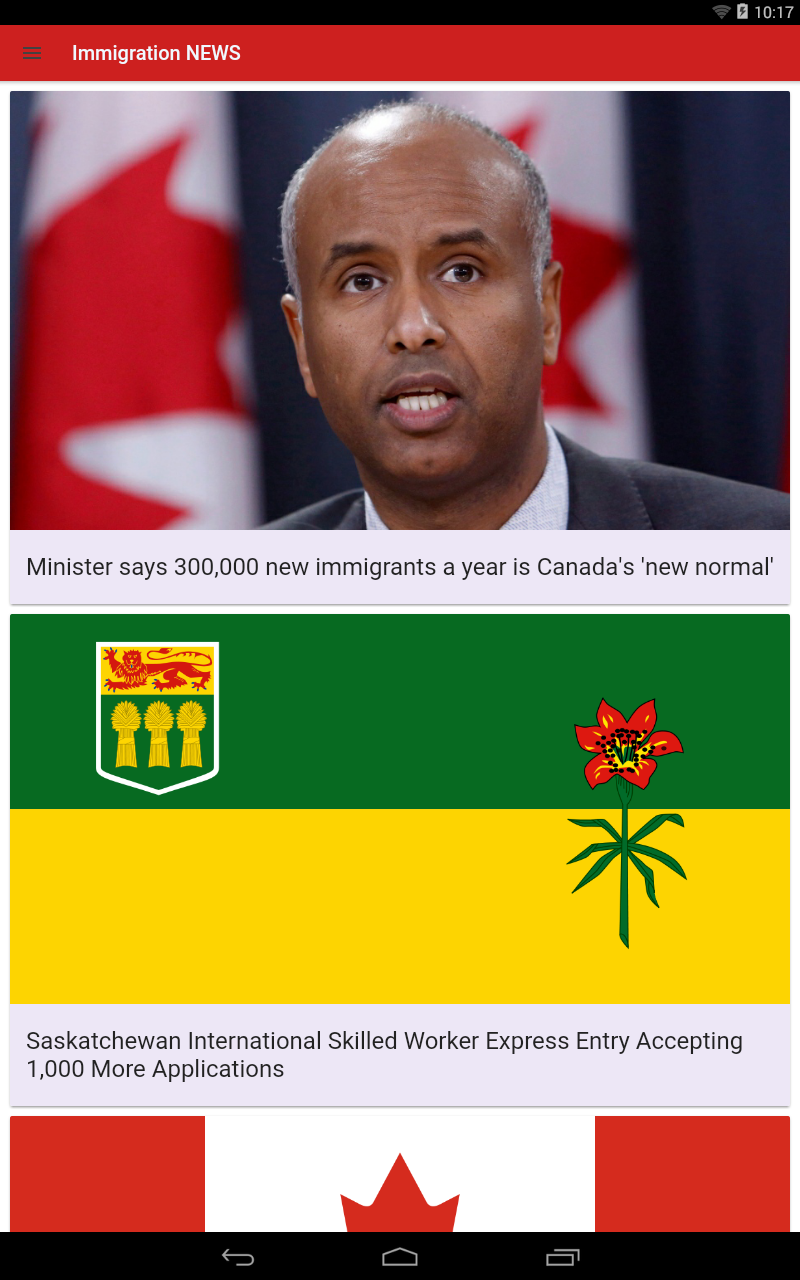 10:17
Immigration NEWS
Minister says 300,000 new immigrants a year is Canada's 'new normal'
Saskatchewan International Skilled Worker Express Entry Accepting
1,000 More Applications